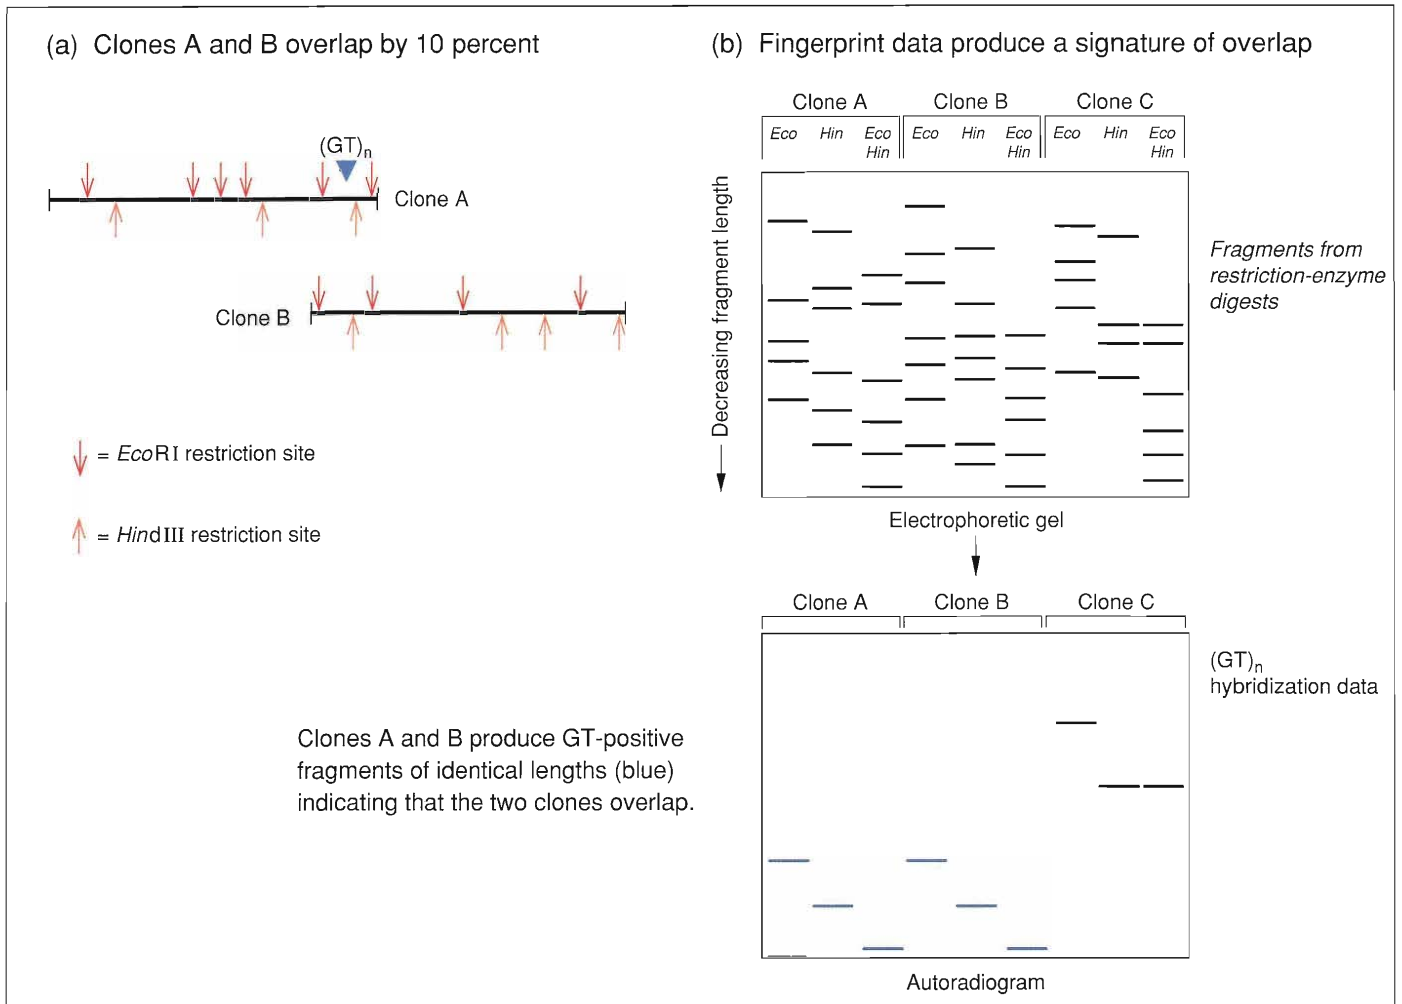 (a) Clones A and B overlap by 10 percent
(GT)n
Clone A
Clone B
= EcoRI restriction site
= HindIII restriction site
Clones A and B produce GT-positive
fragments of identical lengths (blue)
indicating that the two clones overlap.
(b) Fingerprint data produce a signature of overlap
Clone A Clone B Clone C
Eco Hin Eco Eco Hin Eco Eco Hin Eco
Hin Hin Hin
Decreasing fragment length
Fragments from
restriction-enzyme
digests
Electrophoretic gel
Clone A Clone B Clone C
(GT)n
hybridization data
Autoradiogram